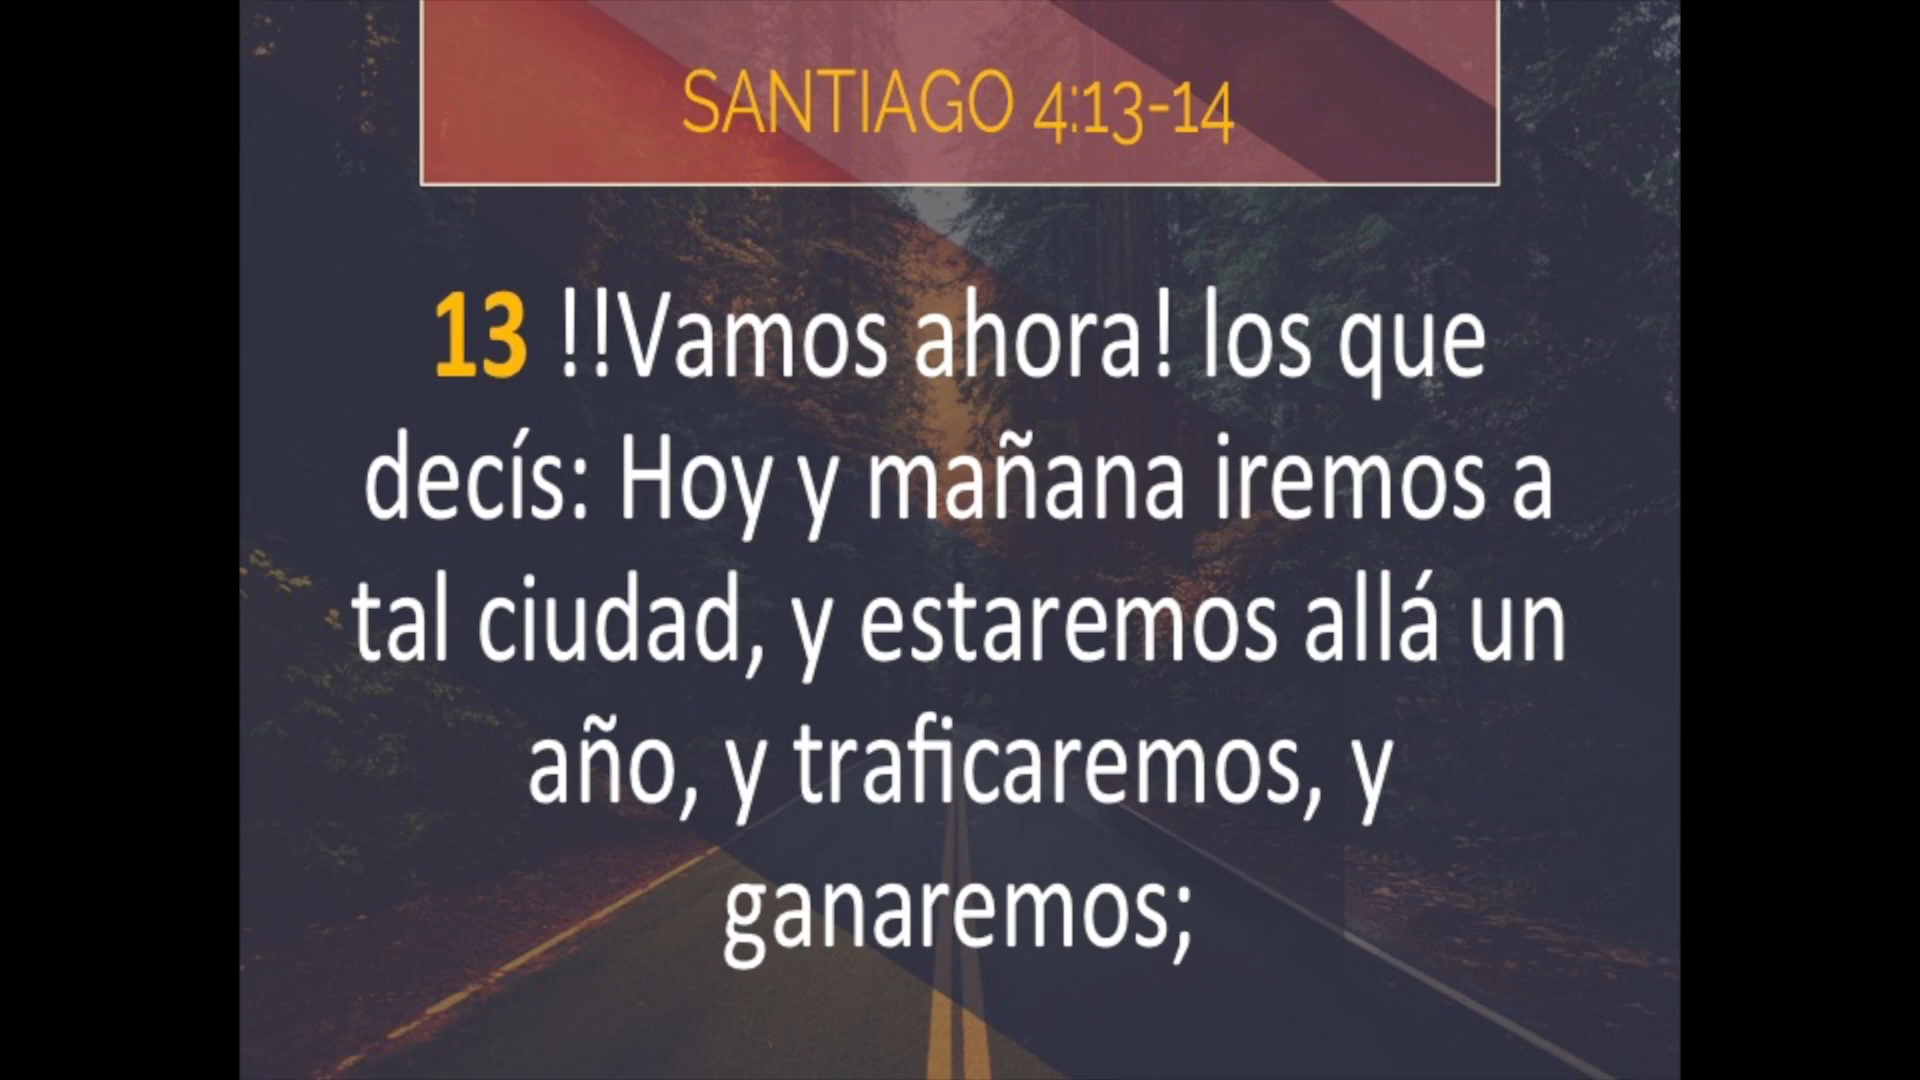 SANTIAGO 4:13-14
13 !!Vamos ahora! los que
decís: Hoy y mañana iremos a
tal ciudad, y estaremos allá un
año, y traficaremos, y
ganaremos;